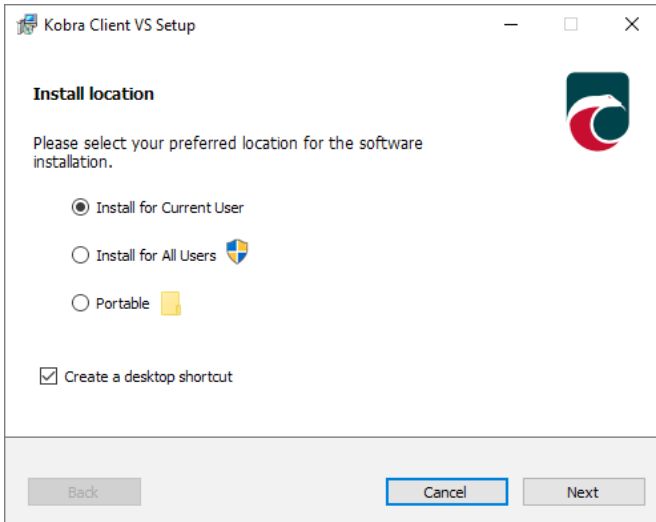 Kobra Client VS Setup
Install location
Please select your preferred location for the software
installation.
Install for Current User
Install for All Users
Portable
Create a desktop shortcut
Back
Cancel
Next